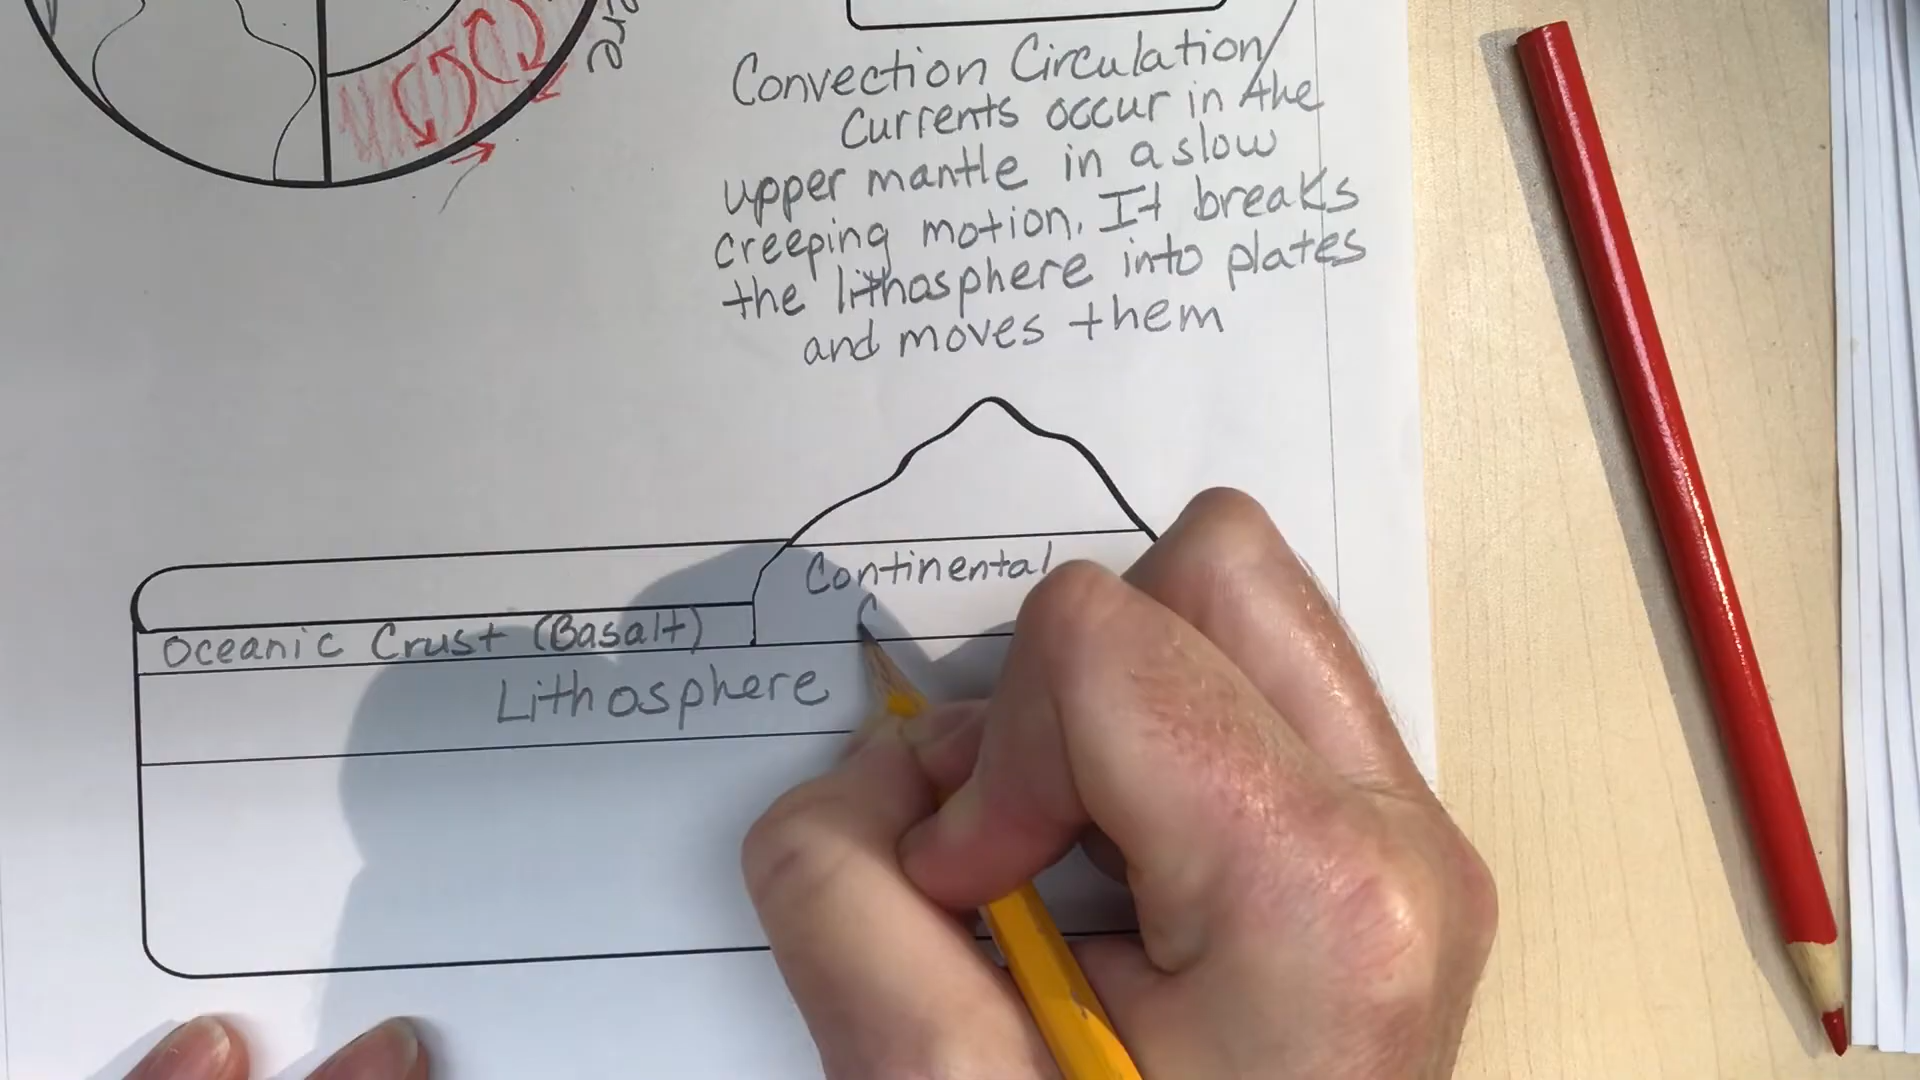 Convection Circulation
Currents occur in the
upper mantle in a slow
creeping motion. It breaks
the lithosphere into plates
and moves them
Continental
C
Oceanic Crust (Basalt)
Lithosphere